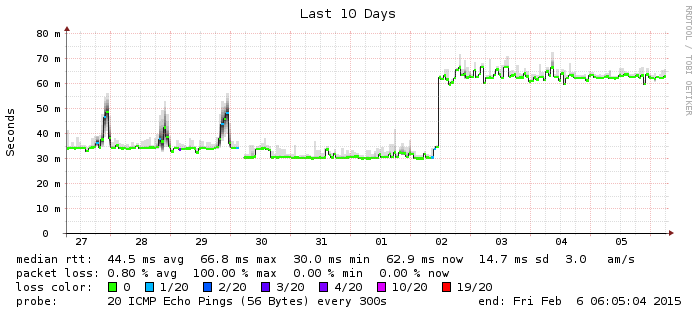 Last 10 Days
RRDTOOL / TOBI OETIKER
Seconds
80 m
70 m
60 m
50 m
40 m
30 m
20 m
10 m
0
27 28 29 30 31 01 02 03 04 05
median rtt: 44.5 ms avg 66.8 ms max 30.0 ms min 62.9 ms now 14.7 ms sd 3.0 am/s
packet loss: 0.80 % avg 100.00 % max 0.00 % min 0.00 % now
loss color: 0 1/20 2/20 3/20 4/20 10/20 19/20
probe: 20 ICMP Echo Pings (56 Bytes) every 300s end: Fri Feb 6 06:05:04 2015